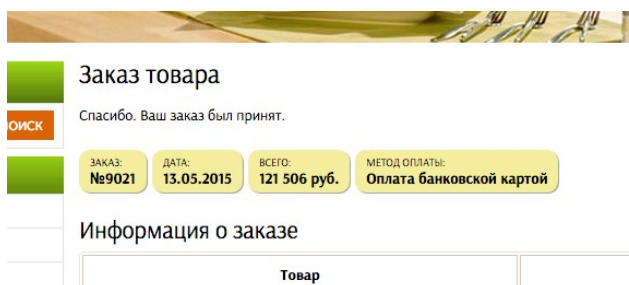 Заказ товара
ОИСК
Спасибо. Ваш заказ был принят.
ЗАКАЗ: ДАТА: ВСЕГО: МЕТОД ОПЛАТЫ:
№9021 13.05.2015 121 506 руб. Оплата банковской картой
Информация о заказе
Товар